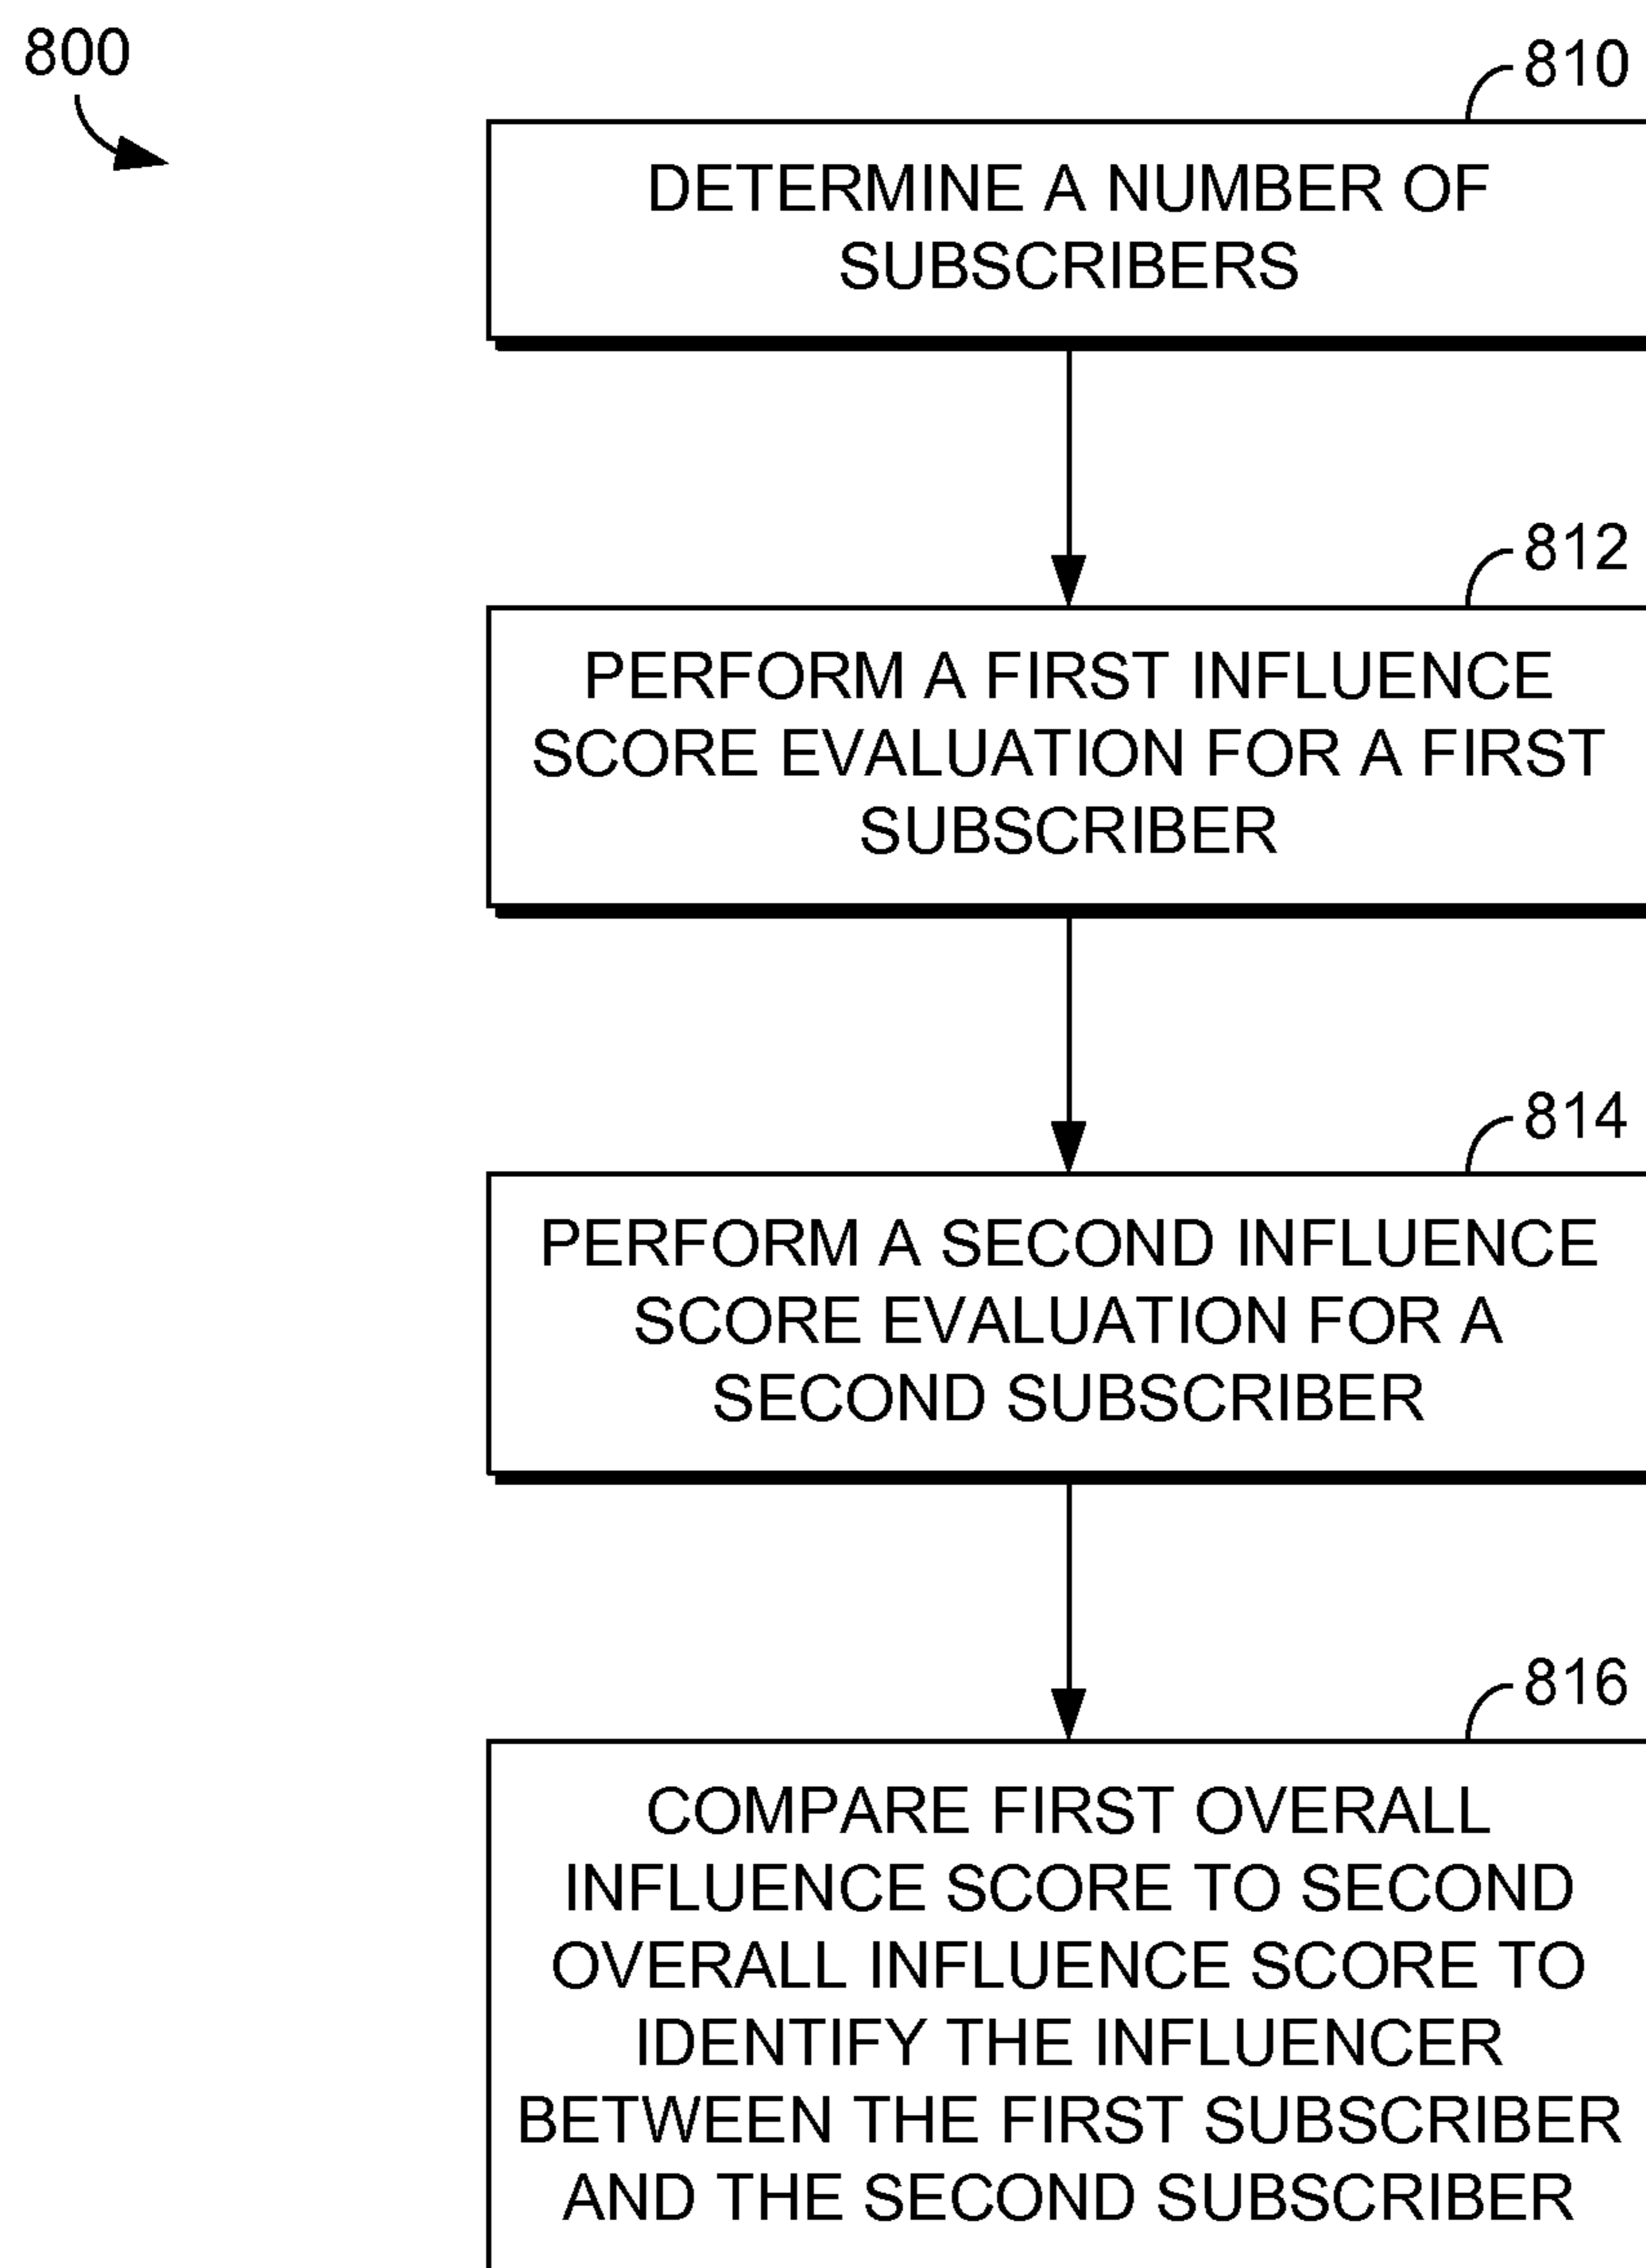 800
810
DETERMINE A NUMBER OF
SUBSCRIBERS
812
PERFORM A FIRST INFLUENCE
SCORE EVALUATION FOR A FIRST
SUBSCRIBER
814
PERFORM A SECOND INFLUENCE
SCORE EVALUATION FOR A
SECOND SUBSCRIBER
816
COMPARE FIRST OVERALL
INFLUENCE SCORE TO SECOND
OVERALL INFLUENCE SCORE TO
IDENTIFY THE INFLUENCER
BETWEEN THE FIRST SUBSCRIBER
AND THE SECOND SUBSCRIBER